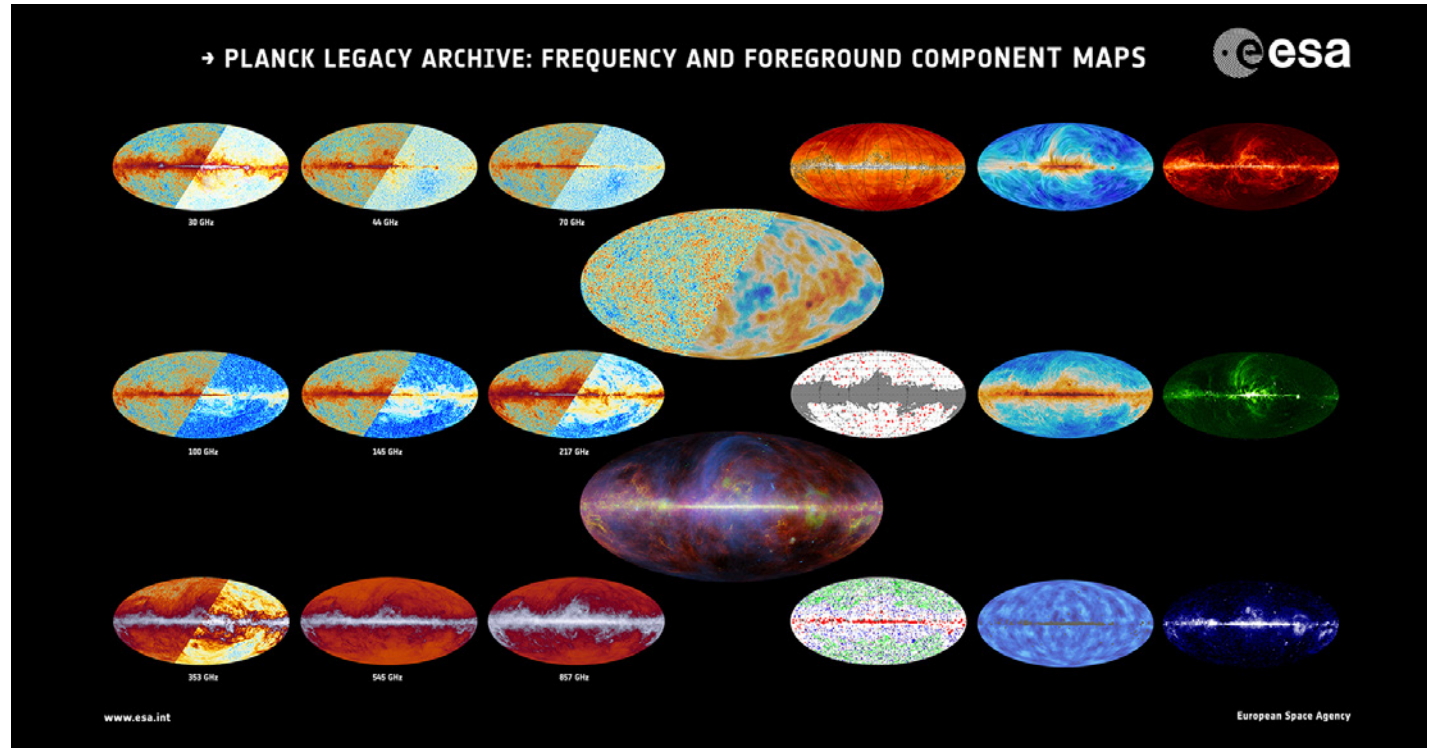 → PLANCK LEGACY ARCHIVE: FREQUENCY AND FOREGROUND COMPONENT MAPS
esa
30 GHz
44 GHz
70 GHz
100 GHz
145 GHz
217 GHz
353 GHz
545 GHz
857 GHz
www.esa.int
European Space Agency